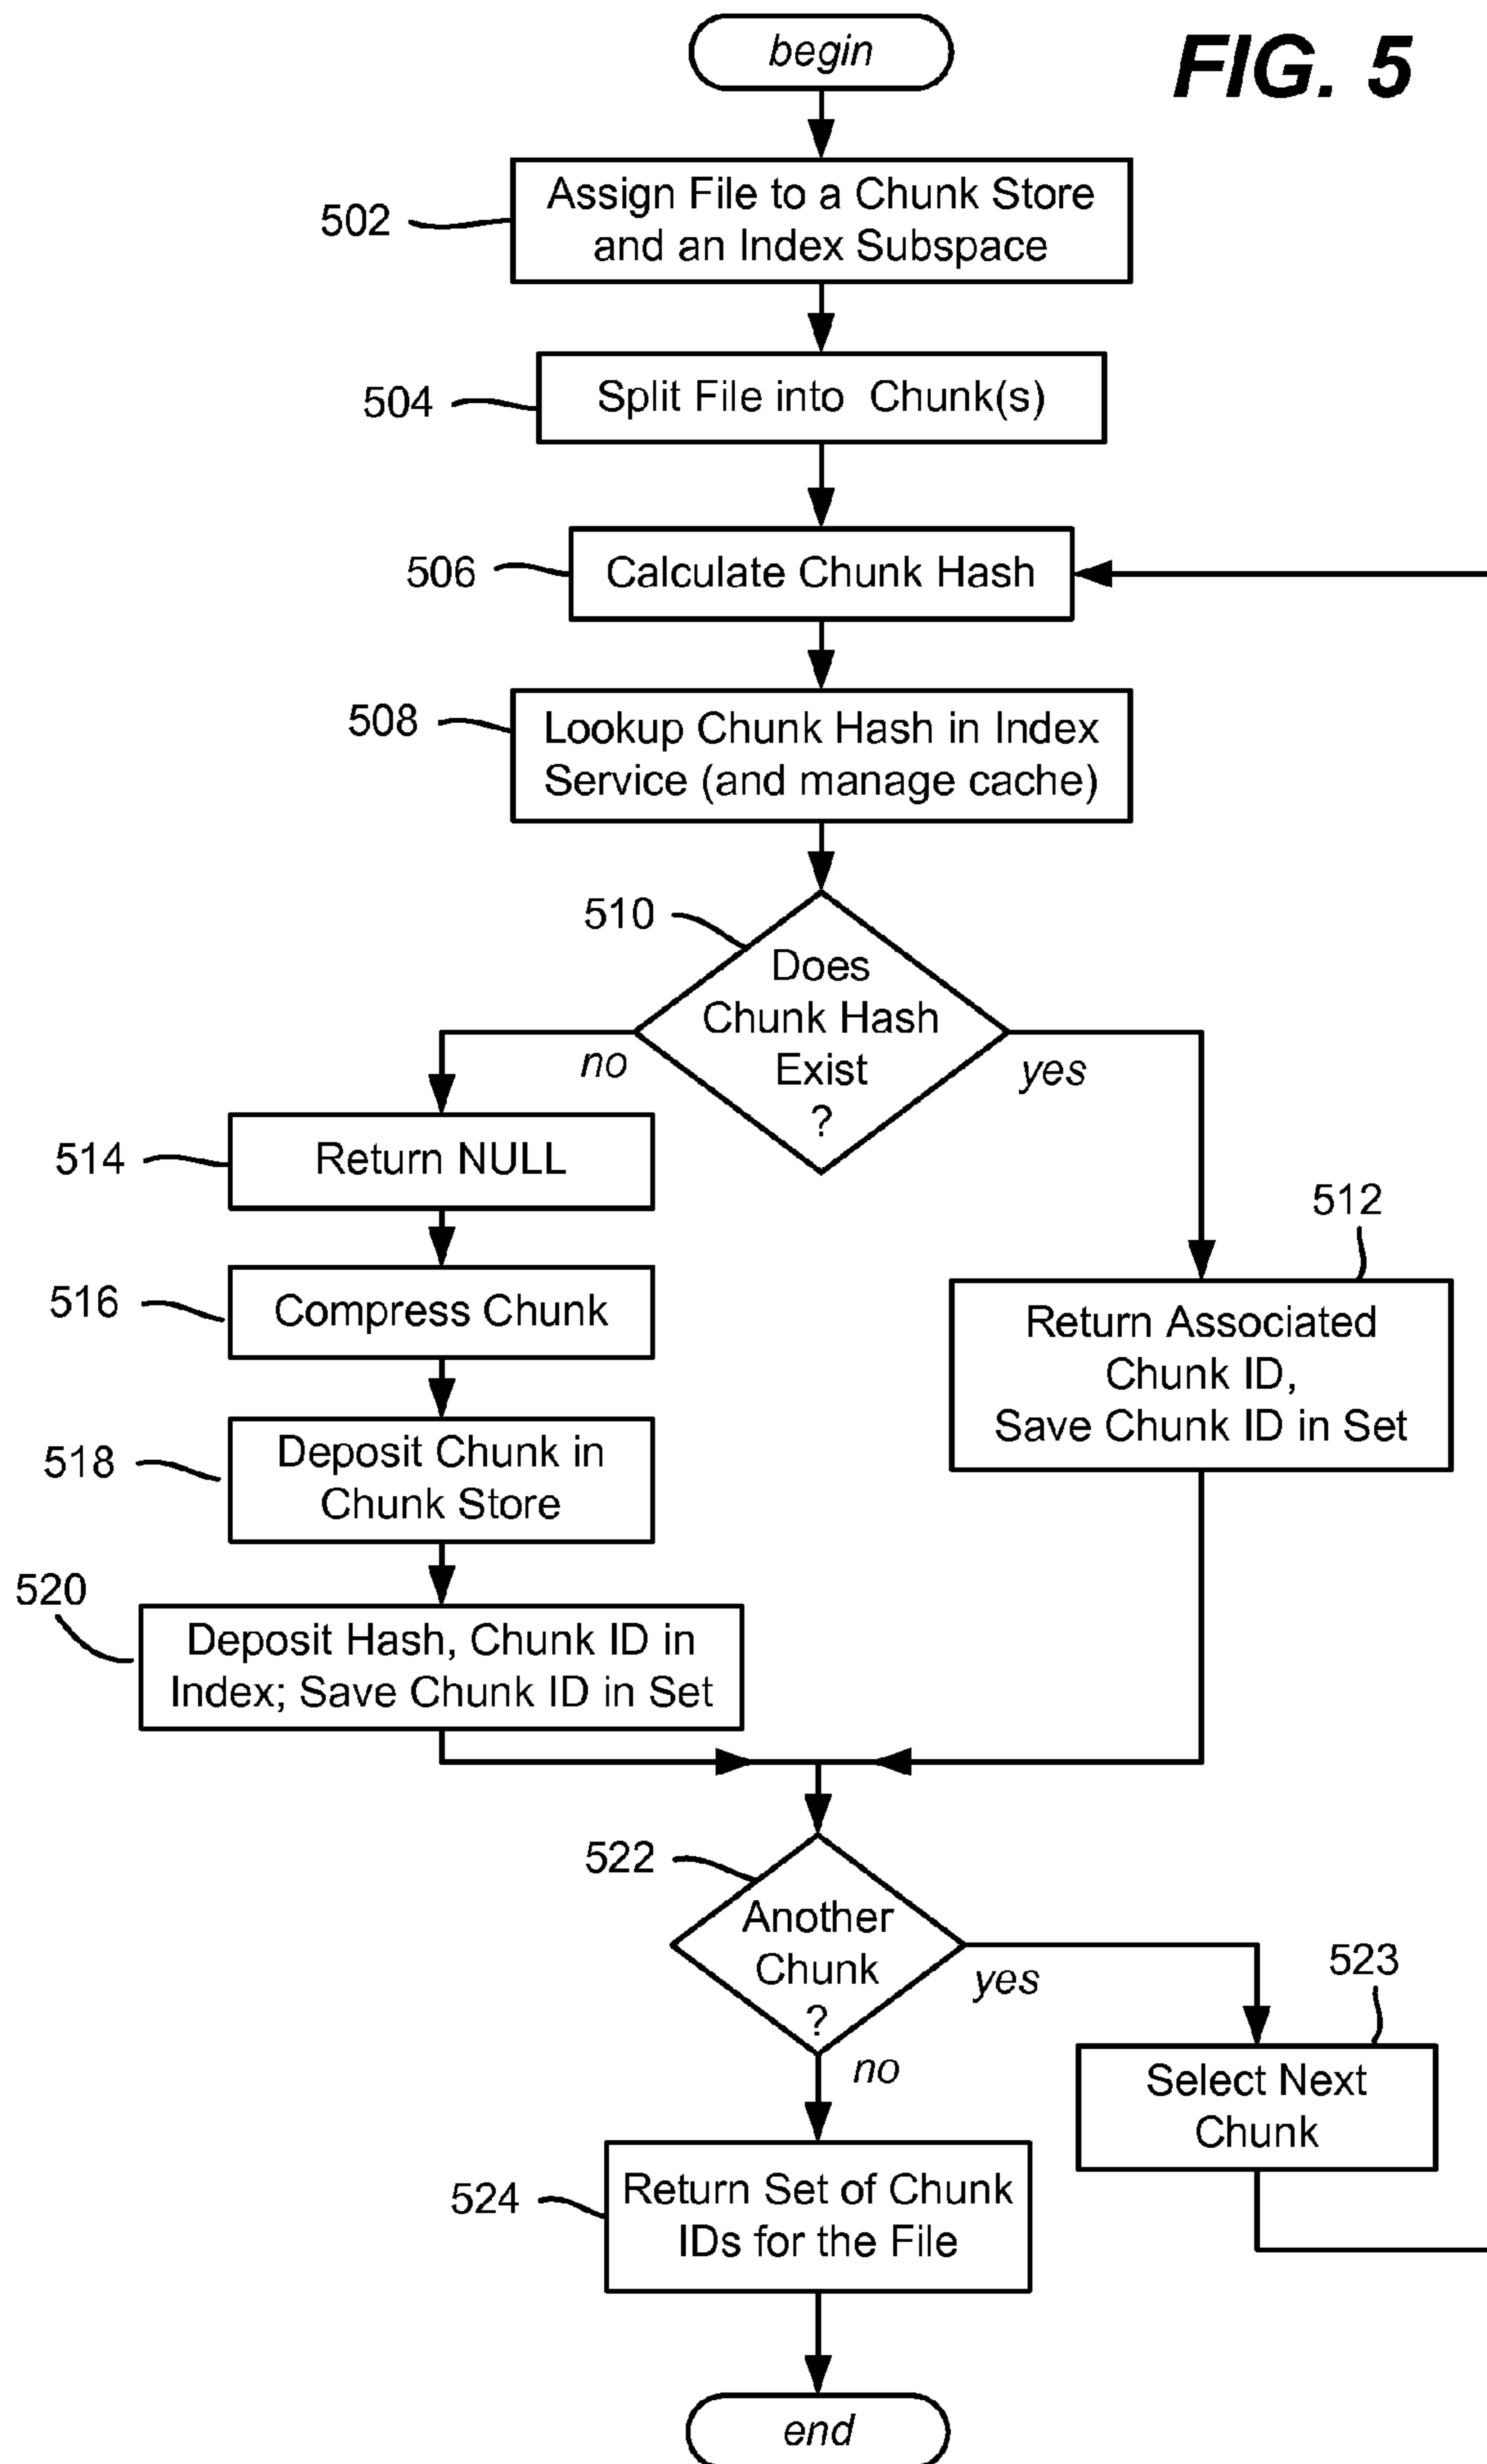 begin
FIG. 5
502
Assign File to a Chunk Store
and an Index Subspace
504
Split File into Chunk(s)
506
Calculate Chunk Hash
508
Lookup Chunk Hash in Index
Service (and manage cache)
510
Does
Chunk Hash
Exist
?
no
yes
514
Return NULL
512
Return Associated
Chunk ID,
Save Chunk ID in Set
516
Compress Chunk
518
Deposit Chunk in
Chunk Store
520
Deposit Hash, Chunk ID in
Index; Save Chunk ID in Set
522
Another
Chunk
?
yes
no
523
Select Next
Chunk
524
Return Set of Chunk
IDs for the File
end